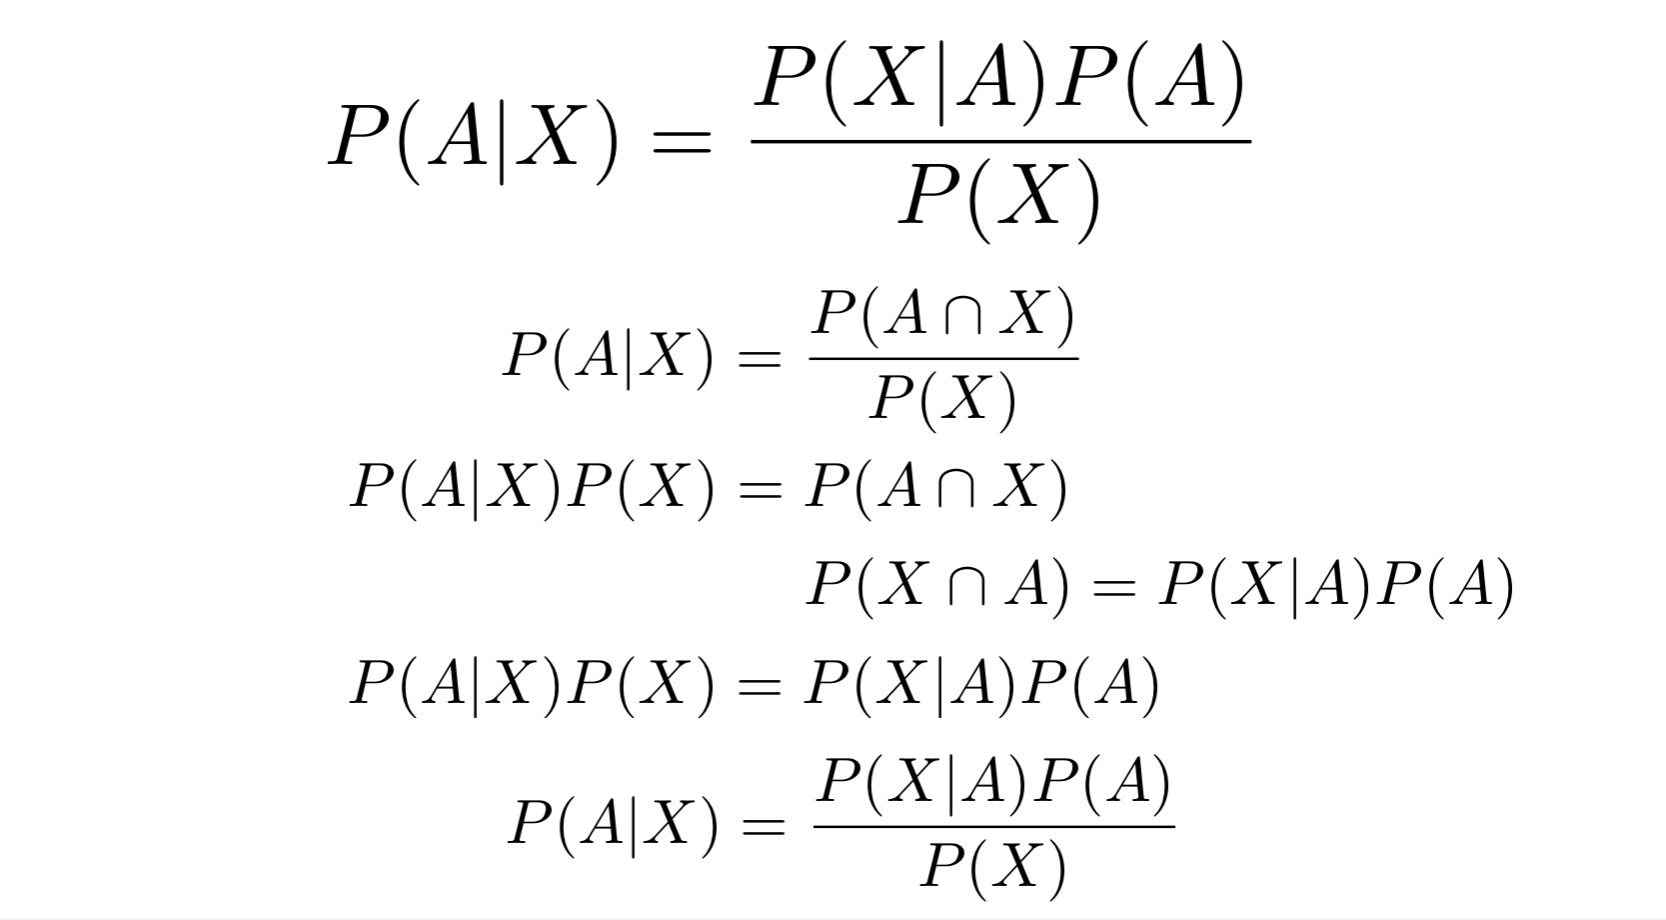 P(A|X) = P(X|A)P(A) / P(X)
P(A|X) = P(A ∩ X) / P(X)
P(A|X)P(X) = P(A ∩ X)
P(X ∩ A) = P(X|A)P(A)
P(A|X)P(X) = P(X|A)P(A)
P(A|X) = P(X|A)P(A) / P(X)